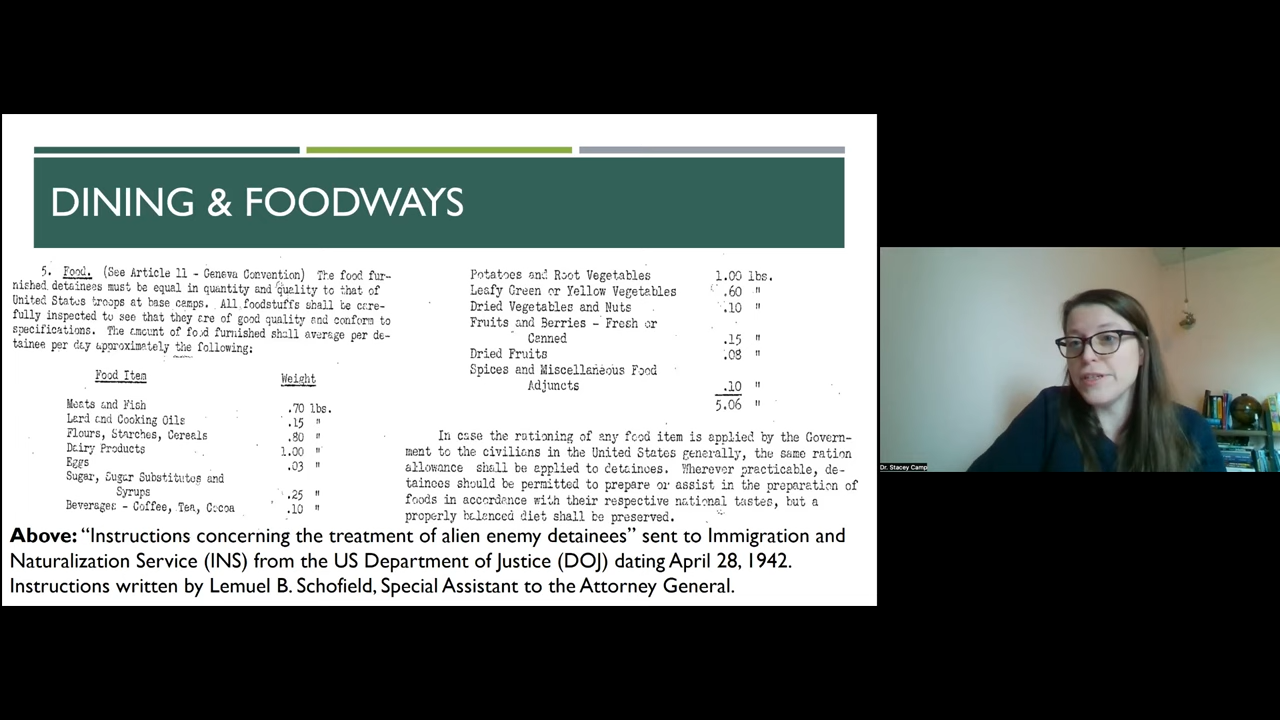 DINING & FOODWAYS
5. Food. (See Article 11 - Geneva Convention) The food fur-
nished detainees must be equal in quantity and quality to that of
United States troops at base camps. All foodstuffs shall be care-
fully inspected to see that they are of good quality and conform to
specifications. The amount of food furnished shall average per de-
tainee per day approximately the following:
Food Item Weight
Meats and Fish .70 lbs.
Lard and Cooking Oils .15 "
Flours, Starches, Cereals .80 "
Dairy Products 1.00 "
Eggs .03 "
Sugar, Sugar Substitutes and
Syrups .25 "
Beverages - Coffee, Tea, Cocoa .10 "
Potatoes and Root Vegetables 1.00 lbs.
Leafy Green or Yellow Vegetables .60 "
Dried Vegetables and Nuts .10 "
Fruits and Berries - Fresh or
Canned .15 "
Dried Fruits .08 "
Spices and Miscellaneous Food
Adjuncts .10 "
5.06 "
In case the rationing of any food item is applied by the Govern-
ment to the civilians in the United States generally, the same ration
allowance shall be applied to detainees. Wherever practicable, de-
tainees should be permitted to prepare or assist in the preparation of
foods in accordance with their respective national tastes, but a
properly balanced diet shall be preserved.
Above: “Instructions concerning the treatment of alien enemy detainees” sent to Immigration and
Naturalization Service (INS) from the US Department of Justice (DOJ) dating April 28, 1942.
Instructions written by Lemuel B. Schofield, Special Assistant to the Attorney General.
Dr. Stacey Camp